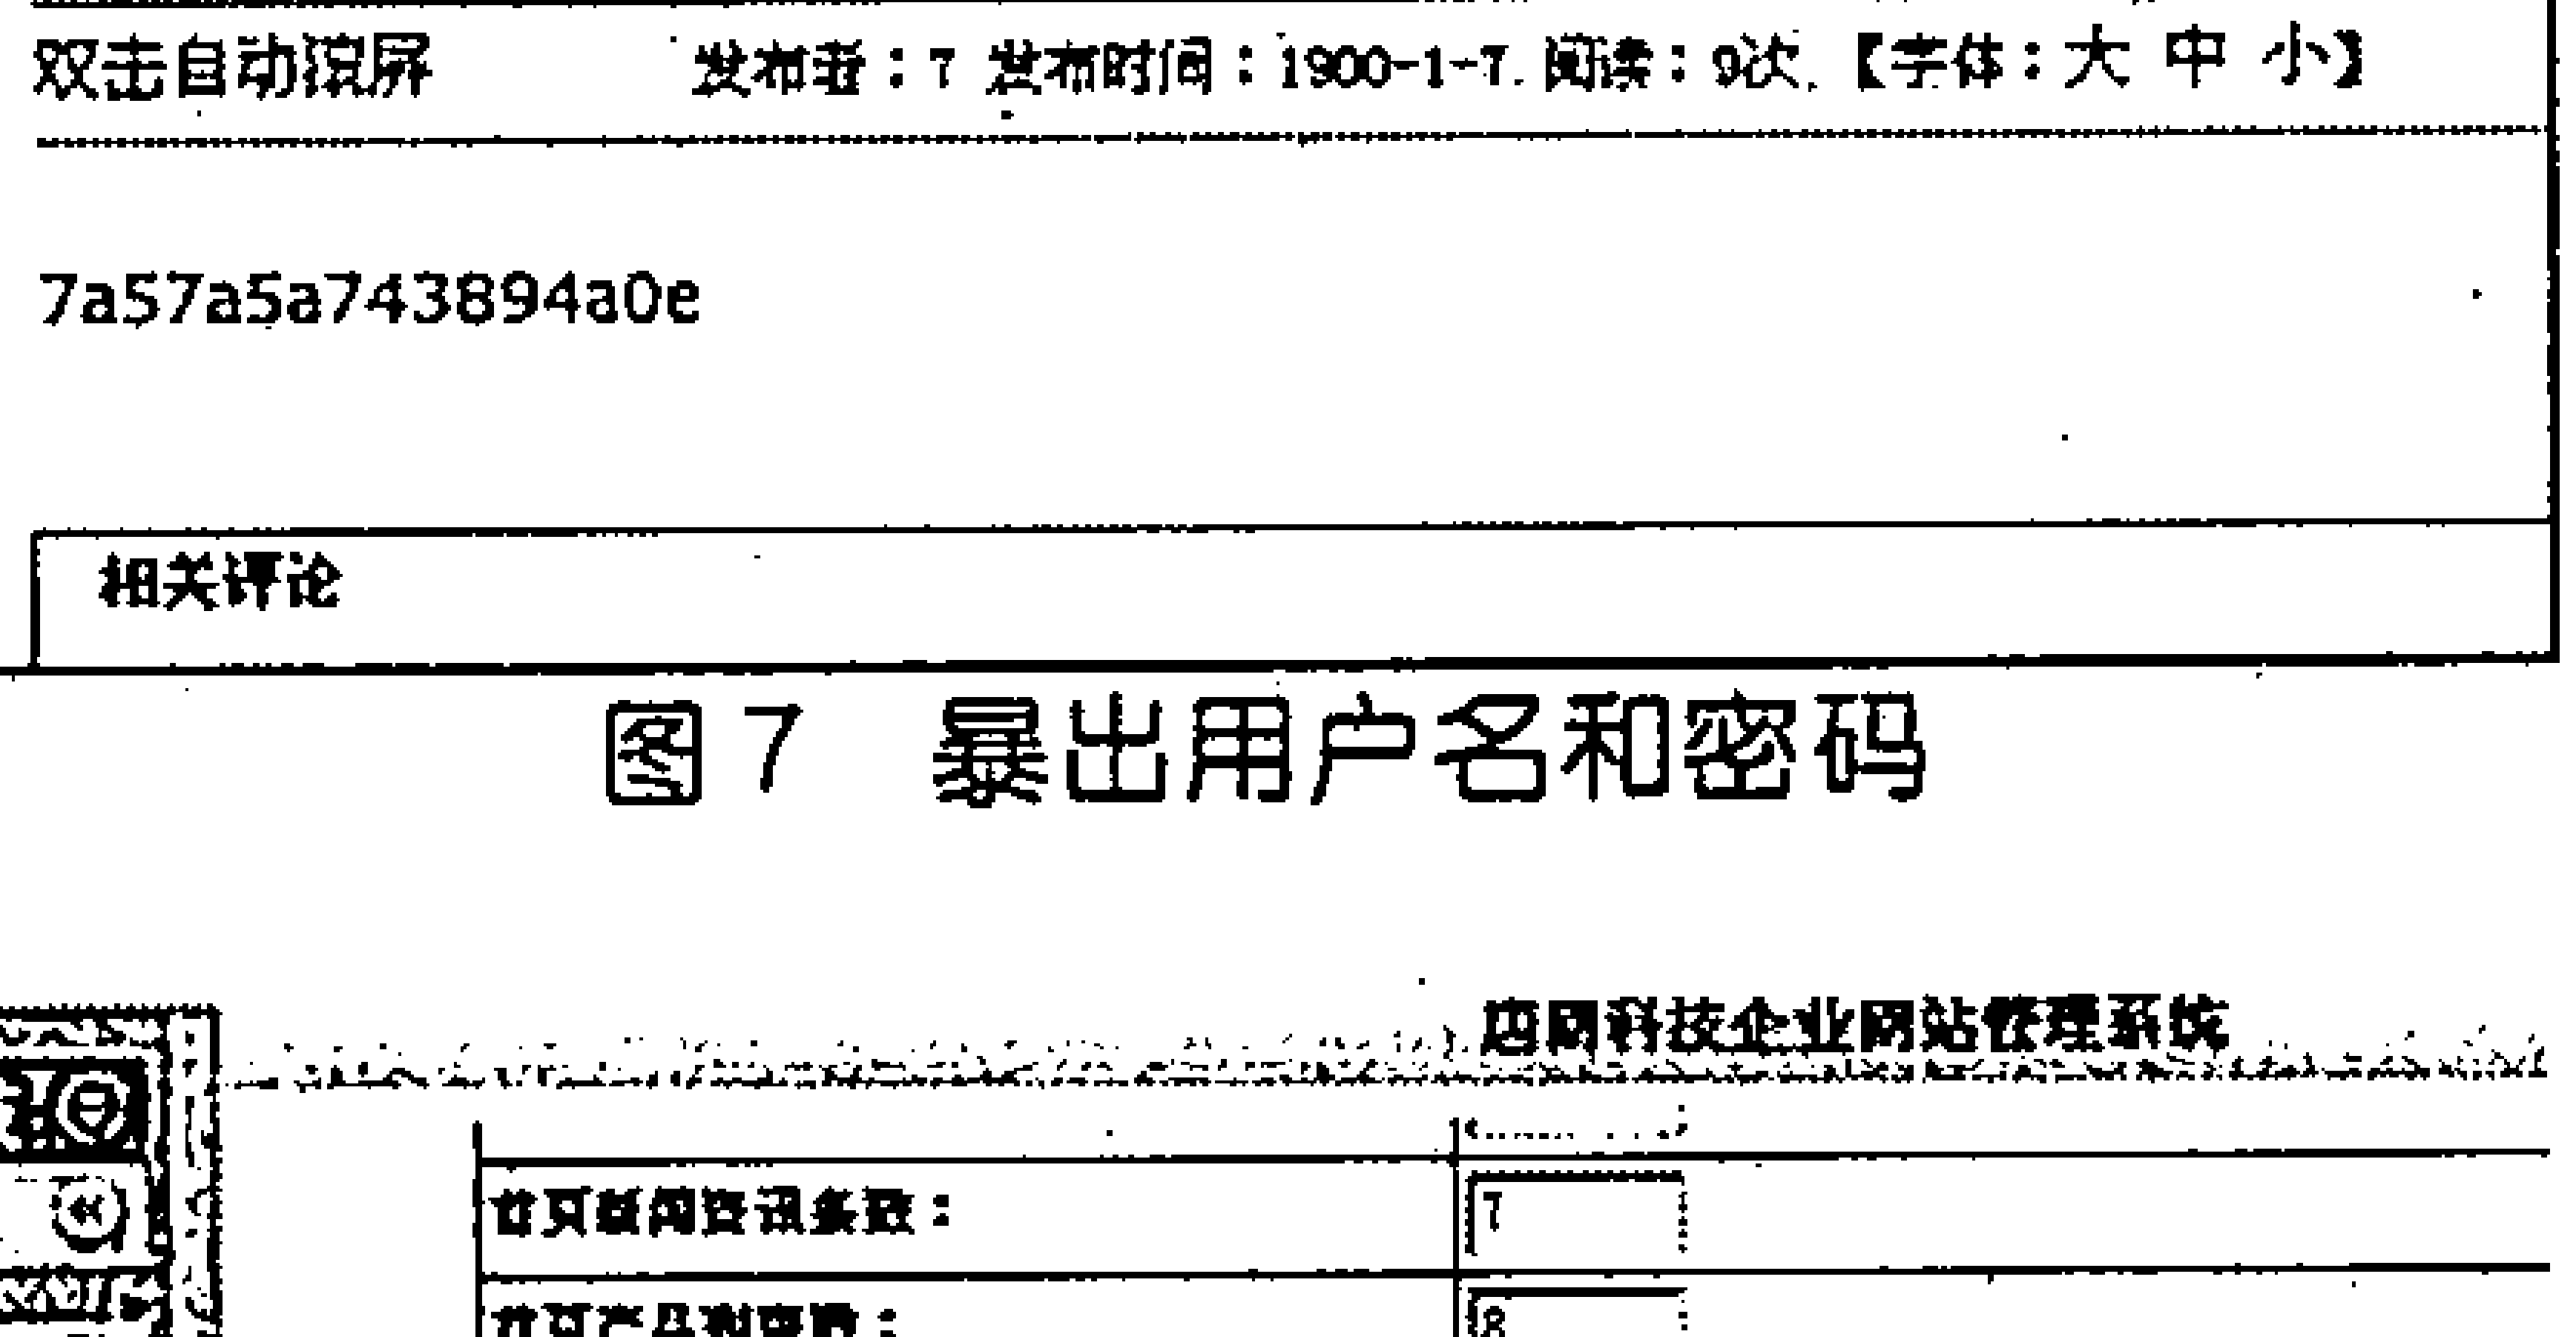 双击自动滚屏 发布者：7 发布时间：1900-1-7 阅读：9次 【字体：大 中 小】
7a57a5a743894a0e
相关评论
图7 暴出用户名和密码
网科技企业网站管理系统
首页新闻资讯条数：
7
8